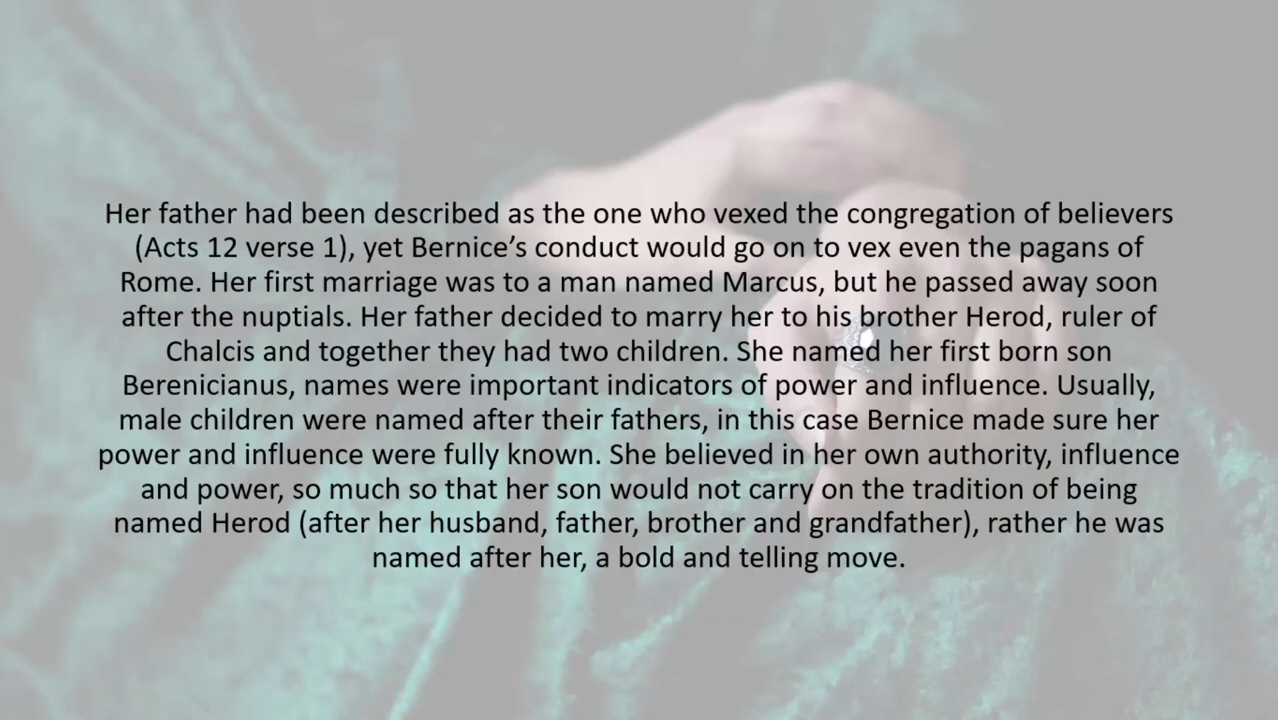 Her father had been described as the one who vexed the congregation of believers
(Acts 12 verse 1), yet Bernice’s conduct would go on to vex even the pagans of
Rome. Her first marriage was to a man named Marcus, but he passed away soon
after the nuptials. Her father decided to marry her to his brother Herod, ruler of
Chalcis and together they had two children. She named her first born son
Berenicianus, names were important indicators of power and influence. Usually,
male children were named after their fathers, in this case Bernice made sure her
power and influence were fully known. She believed in her own authority, influence
and power, so much so that her son would not carry on the tradition of being
named Herod (after her husband, father, brother and grandfather), rather he was
named after her, a bold and telling move.